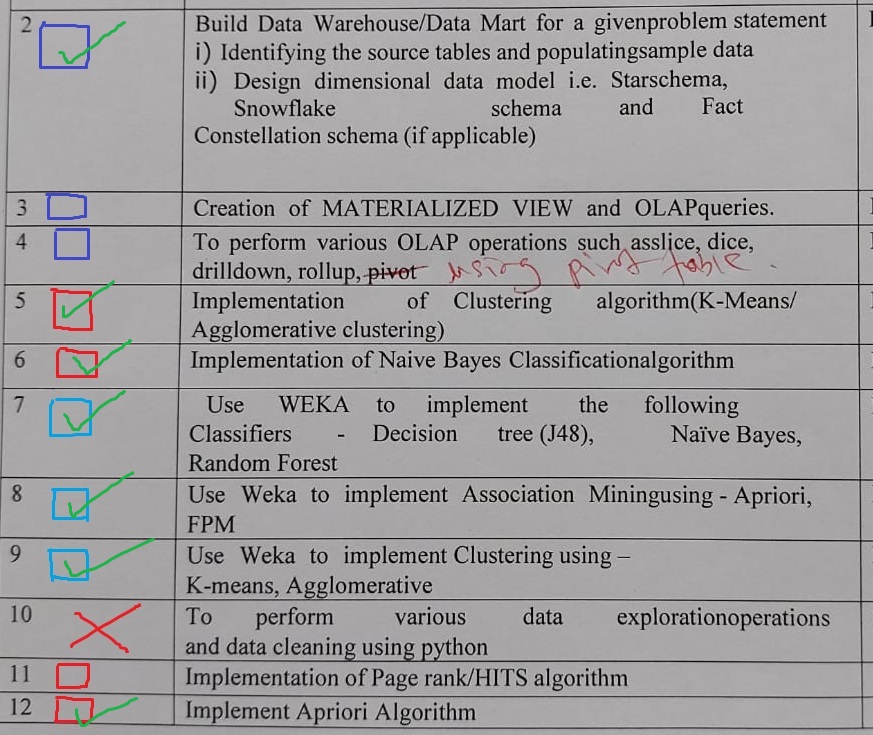 2 Build Data Warehouse/Data Mart for a givenproblem statement
i) Identifying the source tables and populatingsample data
ii) Design dimensional data model i.e. Starschema,
Snowflake schema and Fact
Constellation schema (if applicable)
3 Creation of MATERIALIZED VIEW and OLAPqueries.
4 To perform various OLAP operations such asslice, dice,
drilldown, rollup, pivot using pivot table.
5 Implementation of Clustering algorithm(K-Means/
Agglomerative clustering)
6 Implementation of Naive Bayes Classificationalgorithm
7 Use WEKA to implement the following
Classifiers - Decision tree (J48), Naïve Bayes,
Random Forest
8 Use Weka to implement Association Miningusing - Apriori,
FPM
9 Use Weka to implement Clustering using –
K-means, Agglomerative
10 To perform various data explorationoperations
and data cleaning using python
11 Implementation of Page rank/HITS algorithm
12 Implement Apriori Algorithm